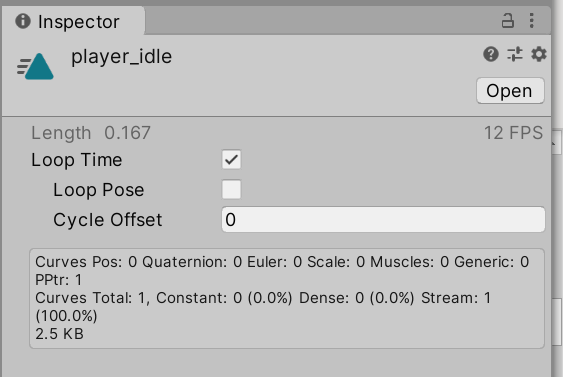 Inspector
player_idle
Open
Length 0.167 12 FPS
Loop Time
Loop Pose
Cycle Offset 0
Curves Pos: 0 Quaternion: 0 Euler: 0 Scale: 0 Muscles: 0 Generic: 0
PPtr: 1
Curves Total: 1, Constant: 0 (0.0%) Dense: 0 (0.0%) Stream: 1
(100.0%)
2.5 KB